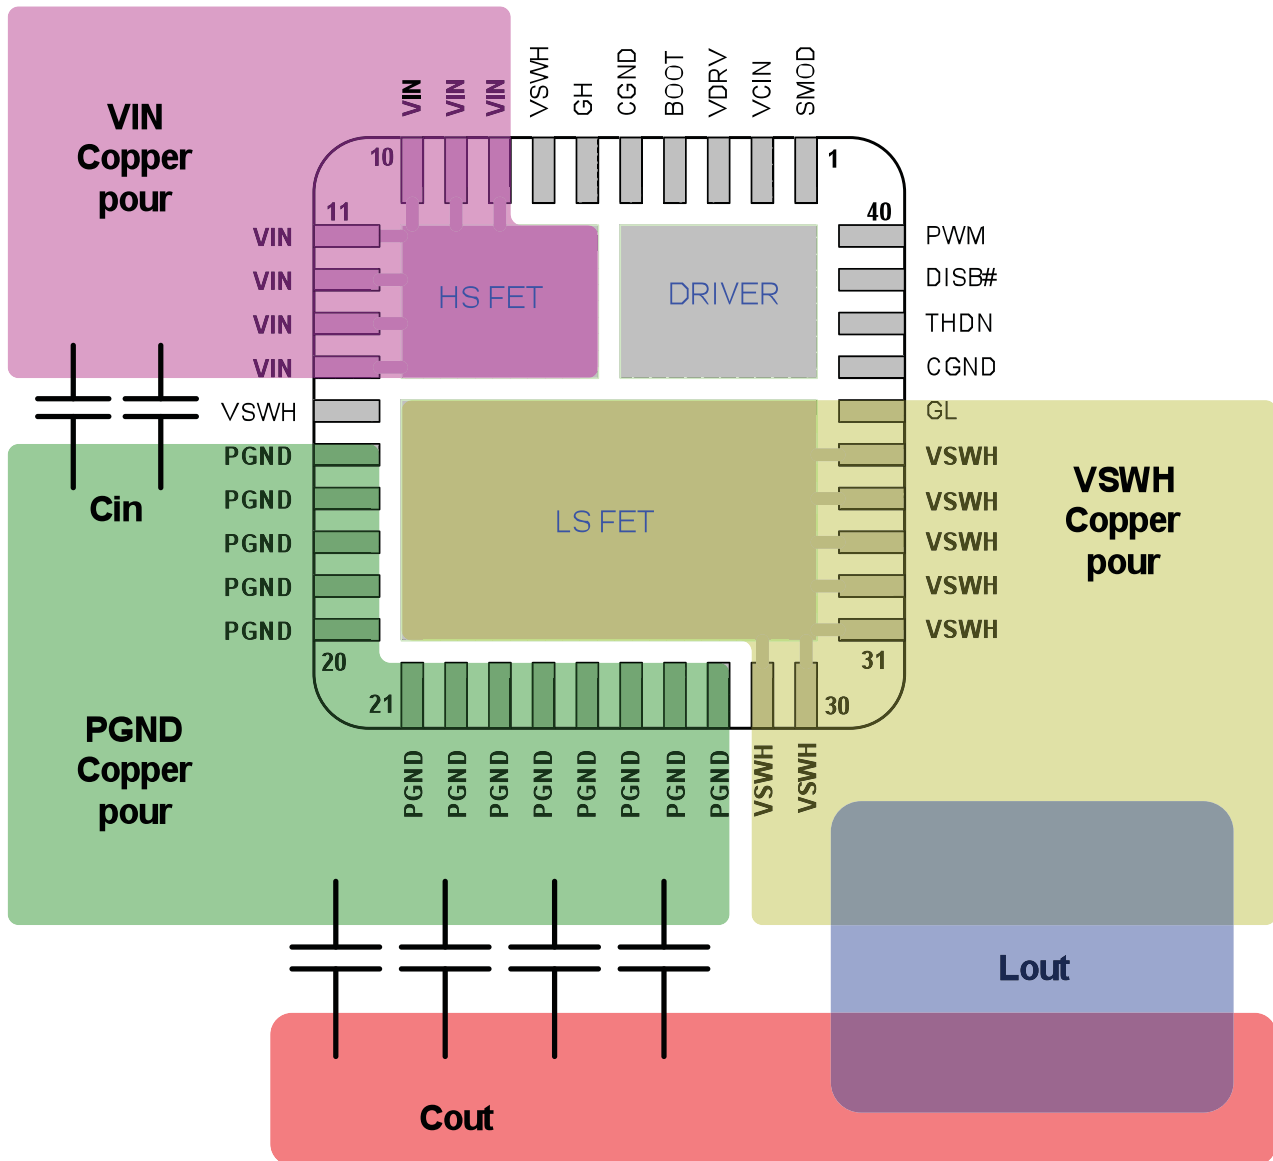 VIN
Copper
pour
VIN
VIN
VIN
VSWH
GH
CGND
BOOT
VDRV
VCIN
SMOD
10
1
11
40
VIN
VIN
VIN
VIN
VSWH
PGND
PGND
PGND
PGND
PGND
HS FET
DRIVER
LS FET
PWM
DISB#
THDN
CGND
GL
VSWH
VSWH
VSWH
VSWH
VSWH
VSWH
Copper
pour
Cin
20
31
21
30
PGND
PGND
PGND
PGND
PGND
PGND
PGND
PGND
VSWH
VSWH
PGND
Copper
pour
Lout
Cout